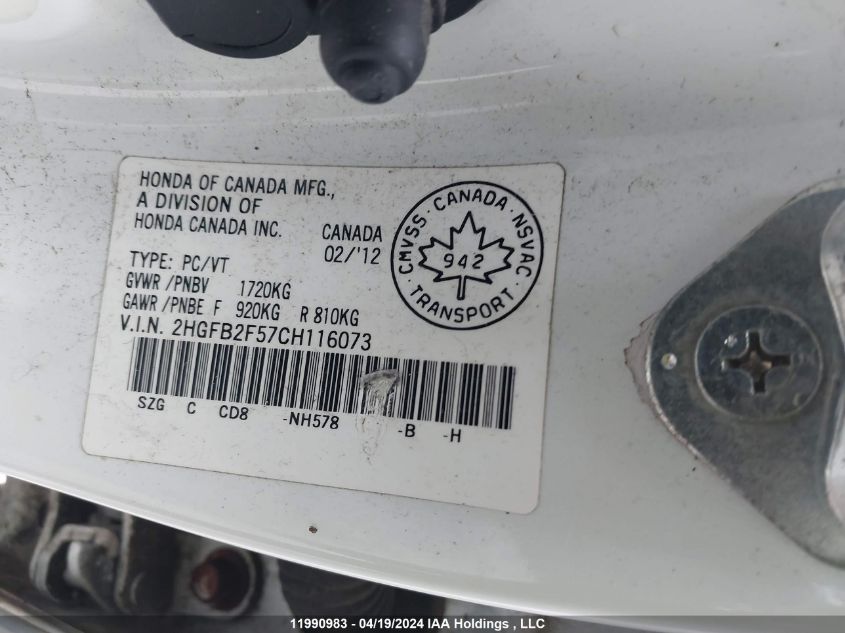 HONDA OF CANADA MFG.,
A DIVISION OF
HONDA CANADA INC.
CANADA
02/'12
TYPE: PC/VT
GVWR /PNBV 1720KG
GAWR /PNBE F 920KG R 810KG
V.I.N. 2HGFB2F57CH116073
SZG C CD8 -NH578 -B -H
CMVSS · CANADA · NSVAC
942
TRANSPORT
11990983 - 04/19/2024 IAA Holdings , LLC